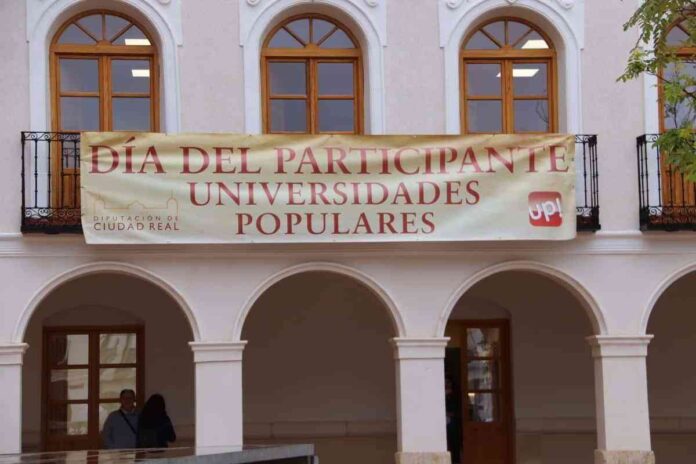 DÍA DEL PARTICIPANTE
UNIVERSIDADES
POPULARES
DIPUTACIÓN DE
CIUDAD REAL
up!